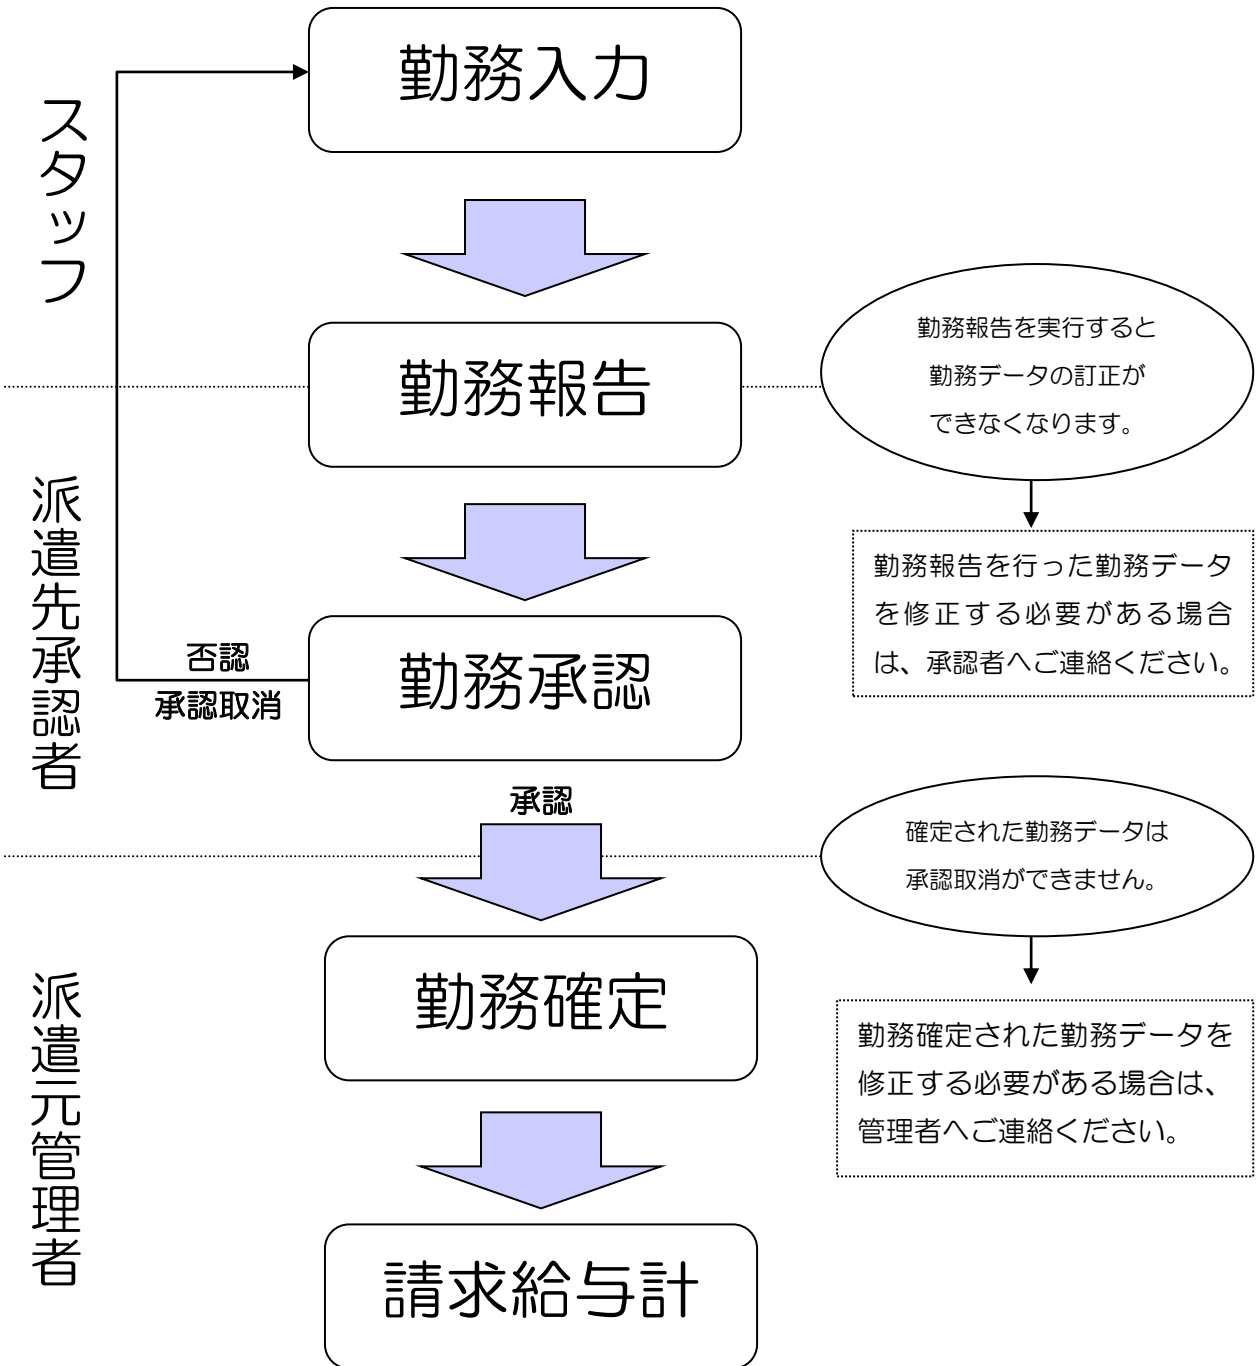 スタッフ
勤務入力
勤務報告
勤務報告を実行すると
勤務データの訂正が
できなくなります。
勤務報告を行った勤務データ
を修正する必要がある場合
は、承認者へご連絡ください。
派遣先承認者
否認
承認取消
勤務承認
承認
確定された勤務データは
承認取消ができません。
勤務確定された勤務データを
修正する必要がある場合は、
管理者へご連絡ください。
派遣元管理者
勤務確定
請求給与計